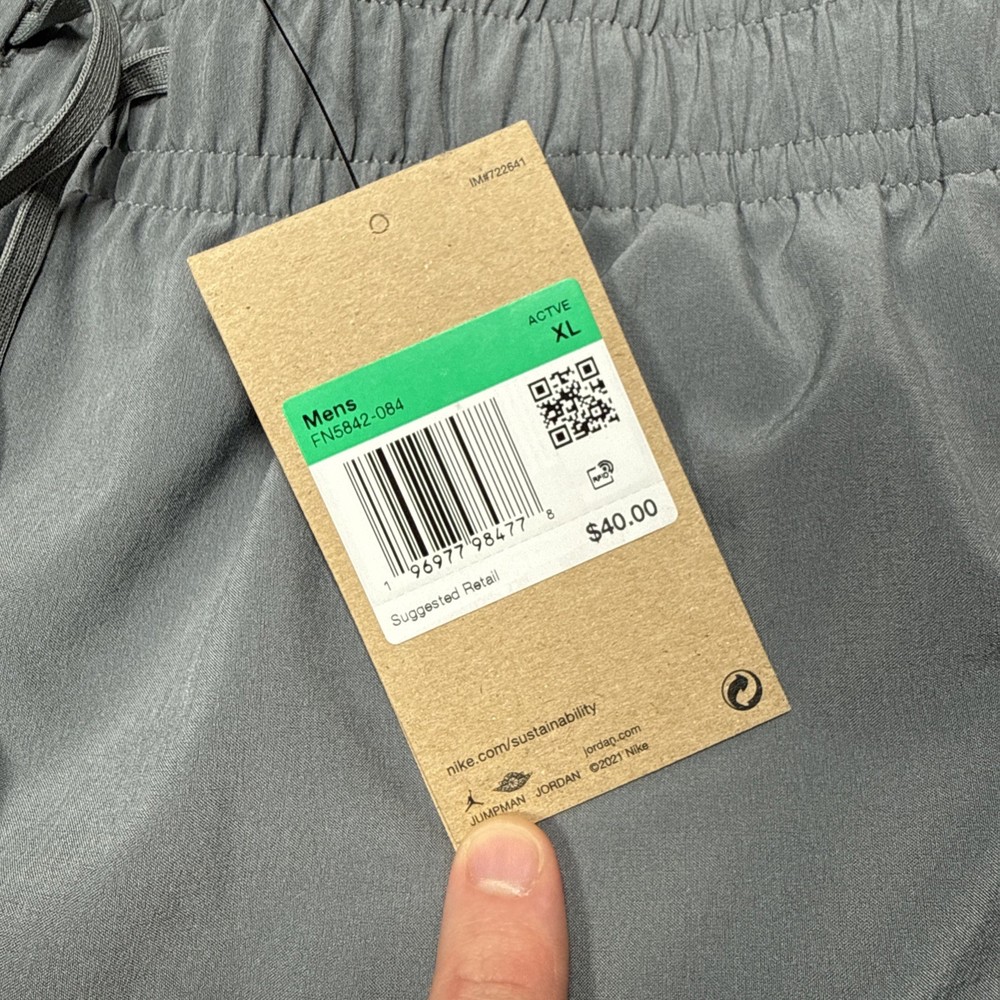 IM#722641
ACTVE
XL
Mens
FN5842-084
RFID
1 96977 98477 8
$40.00
Suggested Retail
nike.com/sustainability
jordan.com
JUMPMAN JORDAN ©2021 Nike